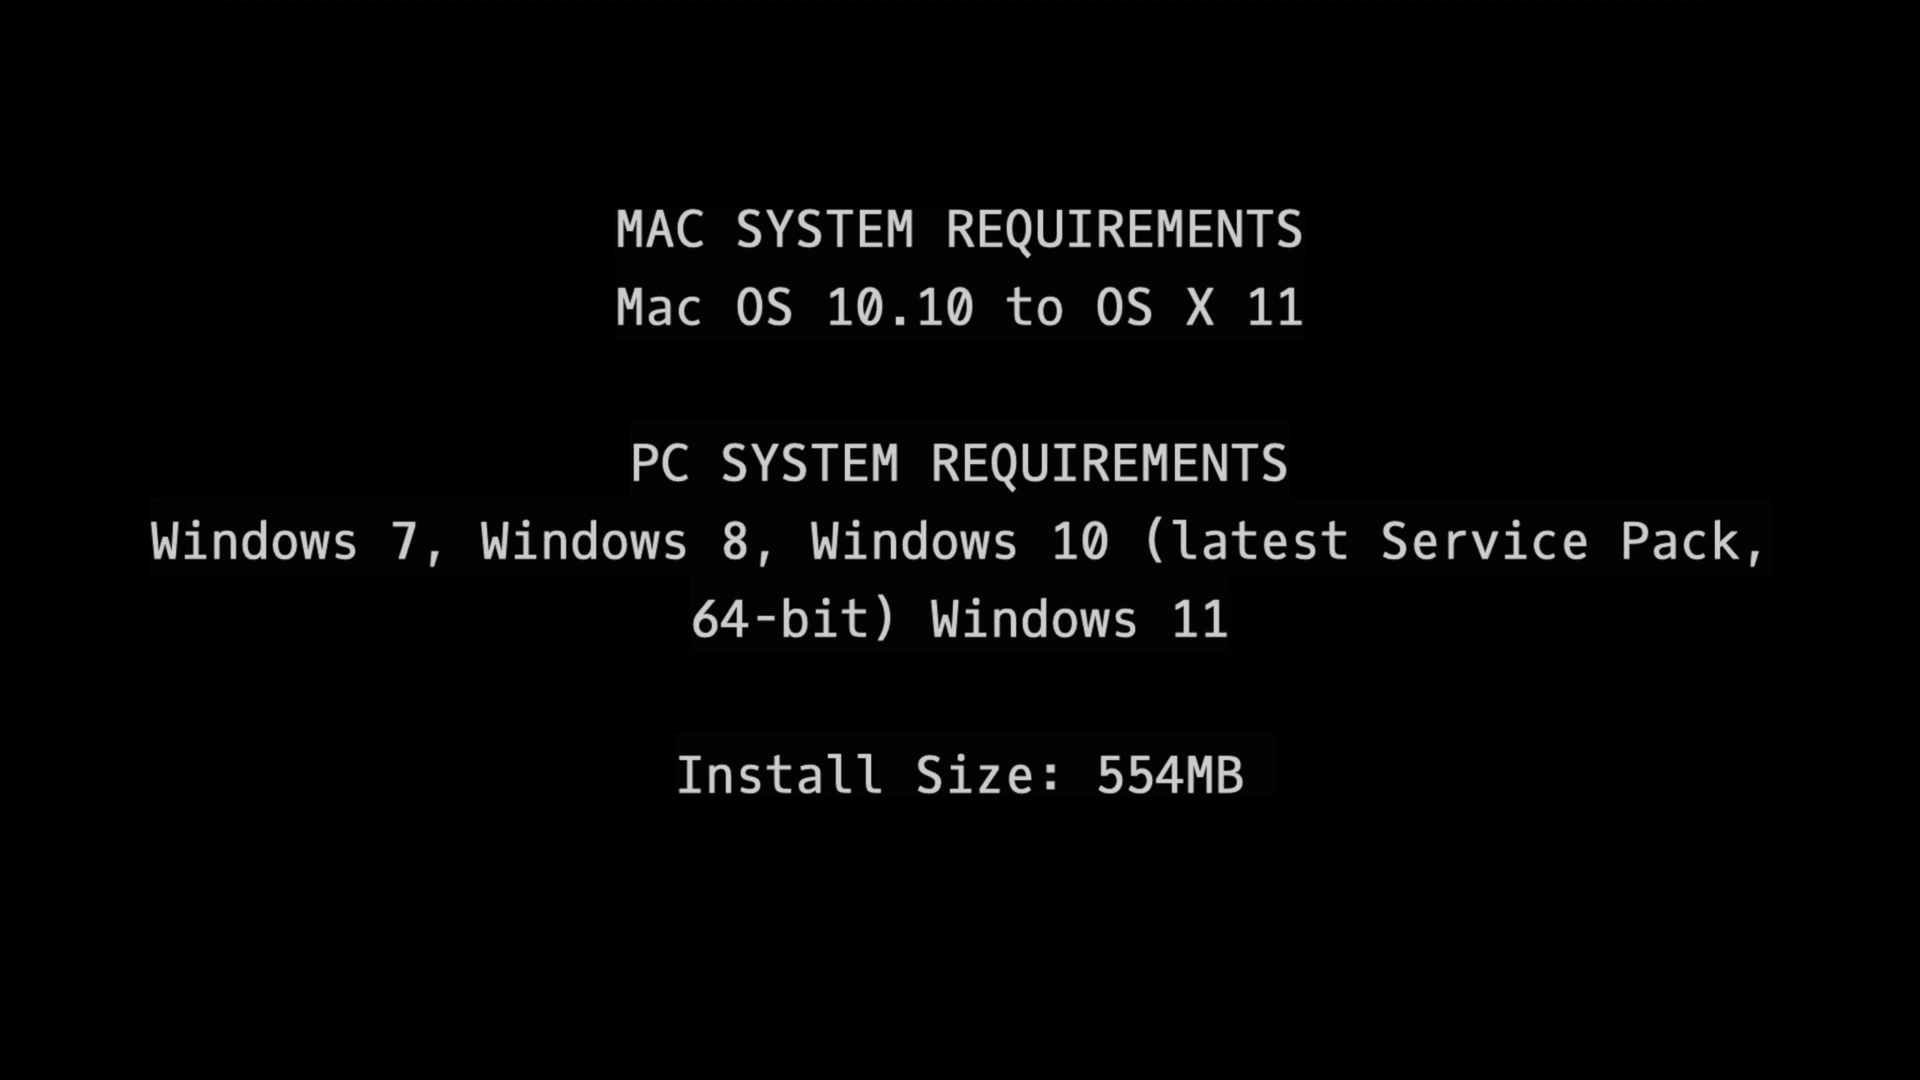 MAC SYSTEM REQUIREMENTS
Mac OS 10.10 to OS X 11
PC SYSTEM REQUIREMENTS
Windows 7, Windows 8, Windows 10 (latest Service Pack,
64-bit) Windows 11
Install Size: 554MB